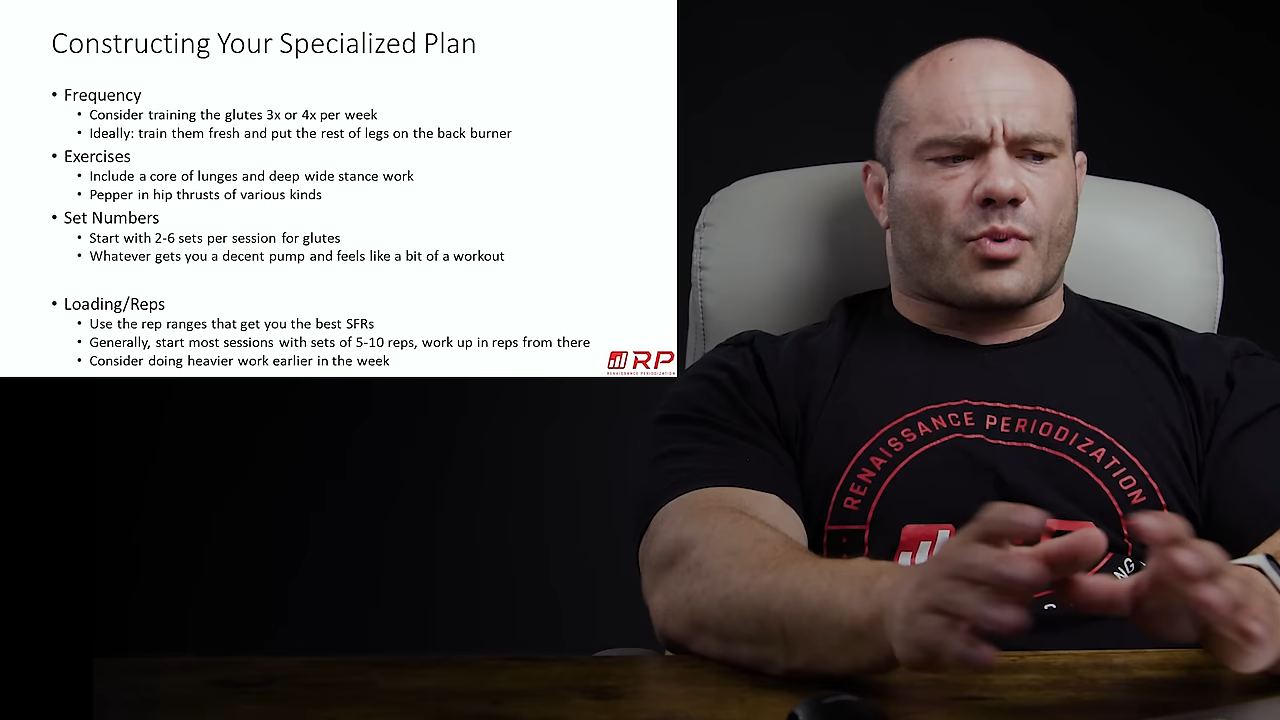 Constructing Your Specialized Plan
• Frequency
• Consider training the glutes 3x or 4x per week
• Ideally: train them fresh and put the rest of legs on the back burner
• Exercises
• Include a core of lunges and deep wide stance work
• Pepper in hip thrusts of various kinds
• Set Numbers
• Start with 2-6 sets per session for glutes
• Whatever gets you a decent pump and feels like a bit of a workout
• Loading/Reps
• Use the rep ranges that get you the best SFRs
• Generally, start most sessions with sets of 5-10 reps, work up in reps from there
• Consider doing heavier work earlier in the week
RP
RENAISSANCE PERIODIZATION
RENAISSANCE PERIODIZATION